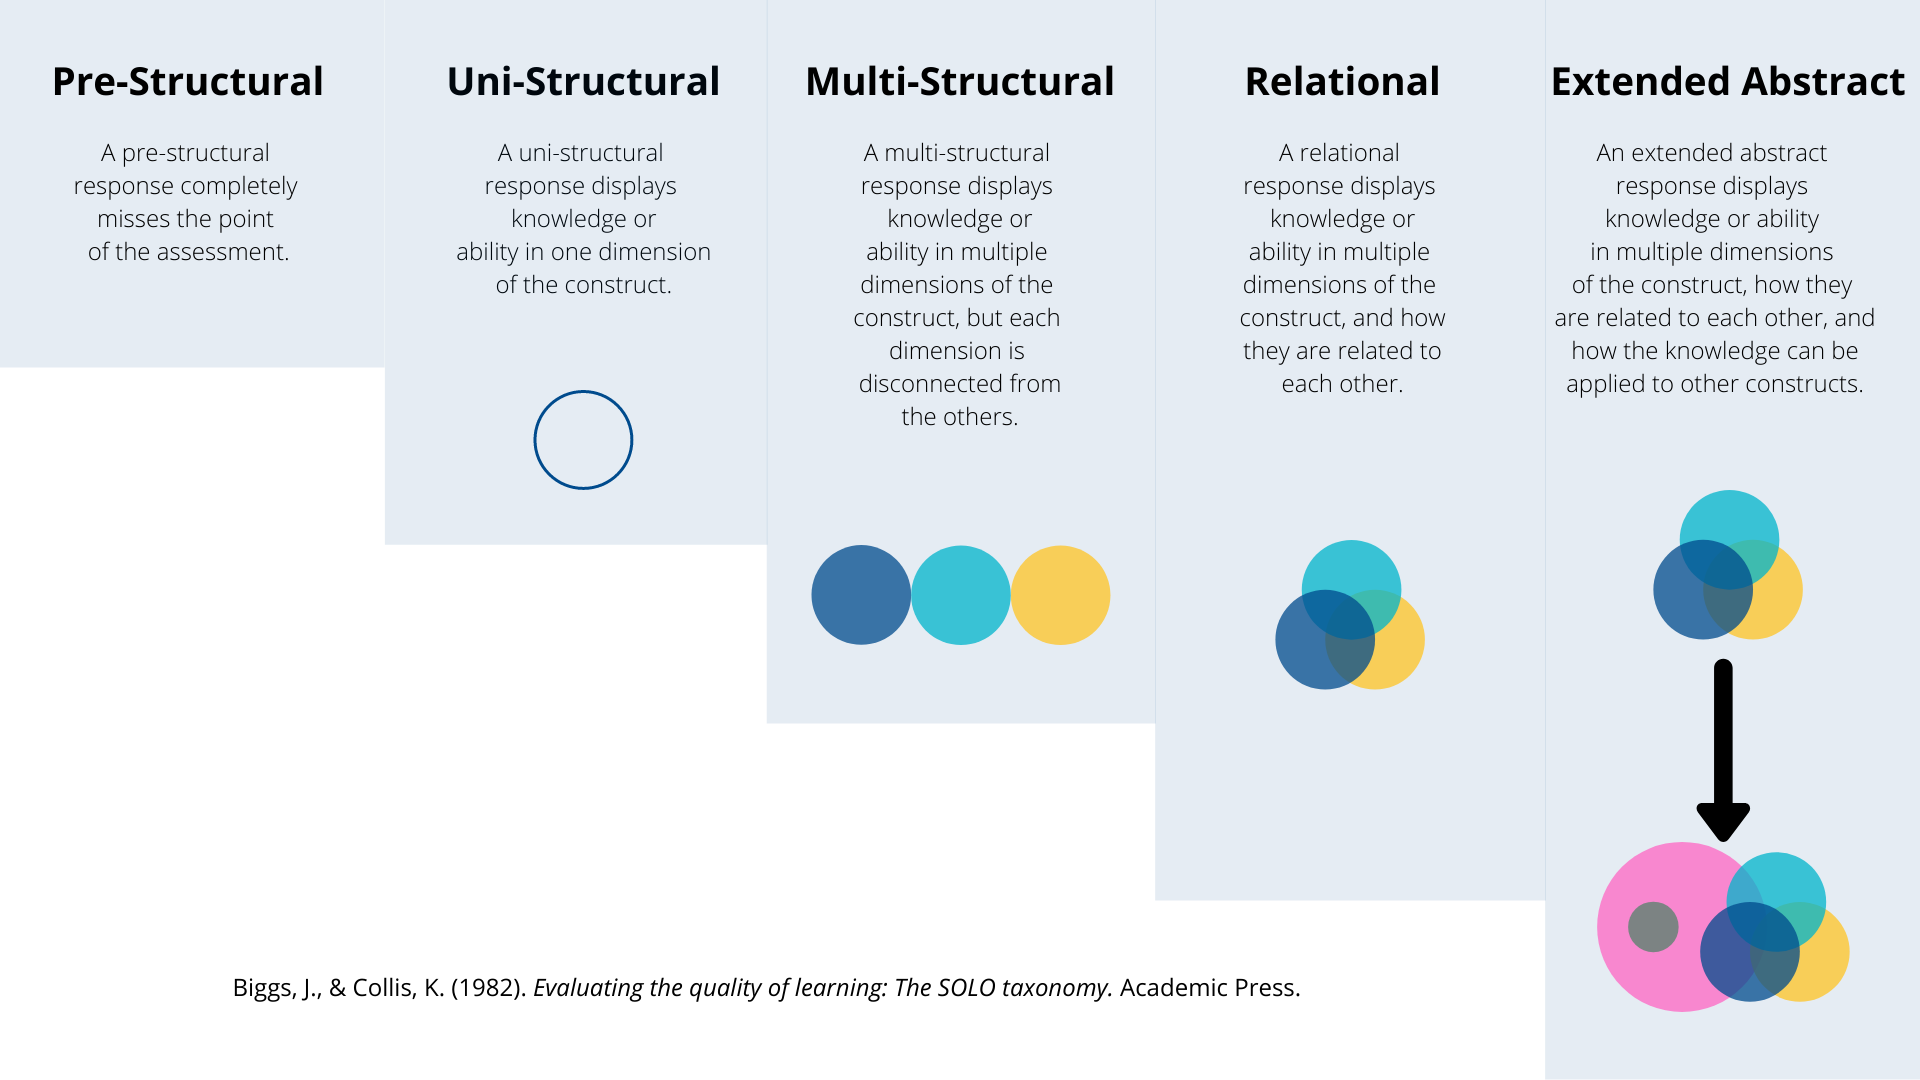 Pre-Structural
A pre-structural
response completely
misses the point
of the assessment.
Uni-Structural
A uni-structural
response displays
knowledge or
ability in one dimension
of the construct.
Multi-Structural
A multi-structural
response displays
knowledge or
ability in multiple
dimensions of the
construct, but each
dimension is
disconnected from
the others.
Relational
A relational
response displays
knowledge or
ability in multiple
dimensions of the
construct, and how
they are related to
each other.
Extended Abstract
An extended abstract
response displays
knowledge or ability
in multiple dimensions
of the construct, how they
are related to each other, and
how the knowledge can be
applied to other constructs.
Biggs, J., & Collis, K. (1982). Evaluating the quality of learning: The SOLO taxonomy. Academic Press.